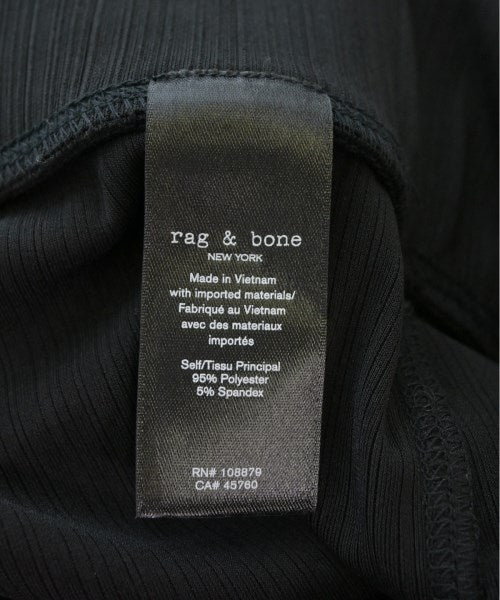 rag & bone
NEW YORK
Made in Vietnam
with imported materials/
Fabriqué au Vietnam
avec des materiaux
importés
Self/Tissu Principal
95% Polyester
5% Spandex
RN# 108879
CA# 45760